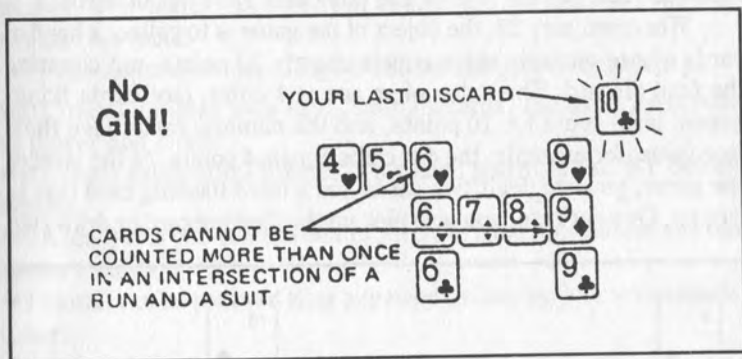 No
GIN!
YOUR LAST DISCARD
10
4 5 6 9
6 7 8 9
CARDS CANNOT BE
COUNTED MORE THAN ONCE
IN AN INTERSECTION OF A
RUN AND A SUIT
6 9